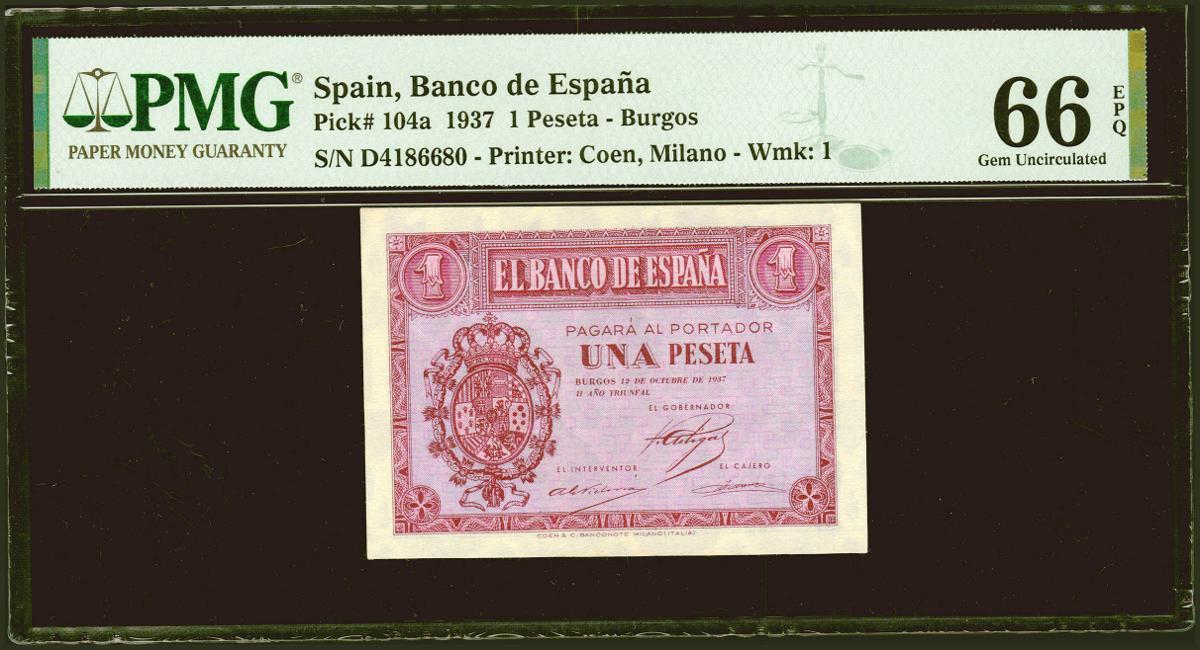 PMG®
PAPER MONEY GUARANTY
Spain, Banco de España
Pick# 104a 1937 1 Peseta - Burgos
S/N D4186680 - Printer: Coen, Milano - Wmk: 1
66
EPQ
Gem Uncirculated
1
EL BANCO DE ESPAÑA
1
PAGARÁ AL PORTADOR
UNA PESETA
BURGOS 12 DE OCTUBRE DE 1937
II AÑO TRIUNFAL
EL GOBERNADOR
EL INTERVENTOR
EL CAJERO
COEN & C. BANCONOTE MILANO (ITALIA)